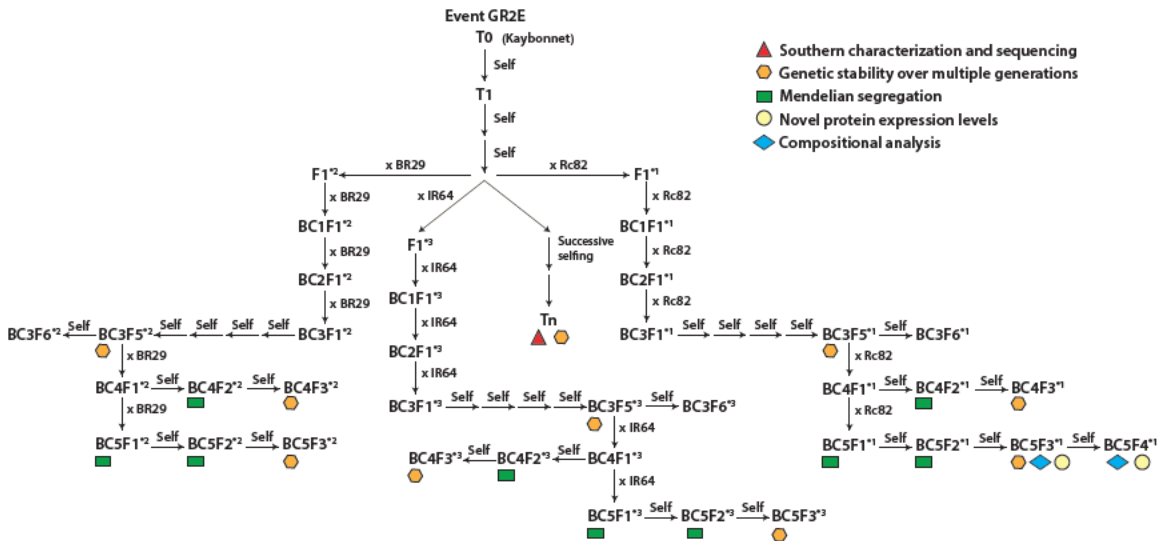 Event GR2E
T0 (Kaybonnet)
Self
T1
Self
Self
Southern characterization and sequencing
Genetic stability over multiple generations
Mendelian segregation
Novel protein expression levels
Compositional analysis
F1*2
x BR29
x Rc82
F1*1
x BR29
x IR64
x Rc82
BC1F1*2
BC1F1*1
F1*3
Successive
selfing
x BR29
x IR64
x Rc82
BC2F1*2
BC1F1*3
BC2F1*1
x BR29
x IR64
x Rc82
Tn
BC3F6*2 Self BC3F5*2 Self Self Self Self BC3F1*2
BC3F1*1 Self Self Self Self BC3F5*1 Self BC3F6*1
BC2F1*3
x BR29
x IR64
x Rc82
BC4F1*2 Self BC4F2*2 Self BC4F3*2
BC4F1*1 Self BC4F2*1 Self BC4F3*1
BC3F1*3 Self Self Self Self BC3F5*3 Self BC3F6*3
x BR29
x IR64
x Rc82
BC5F1*2 Self BC5F2*2 Self BC5F3*2
BC5F1*1 Self BC5F2*1 Self BC5F3*1 Self BC5F4*1
BC4F3*3 Self BC4F2*3 Self BC4F1*3
x IR64
BC5F1*3 Self BC5F2*3 Self BC5F3*3